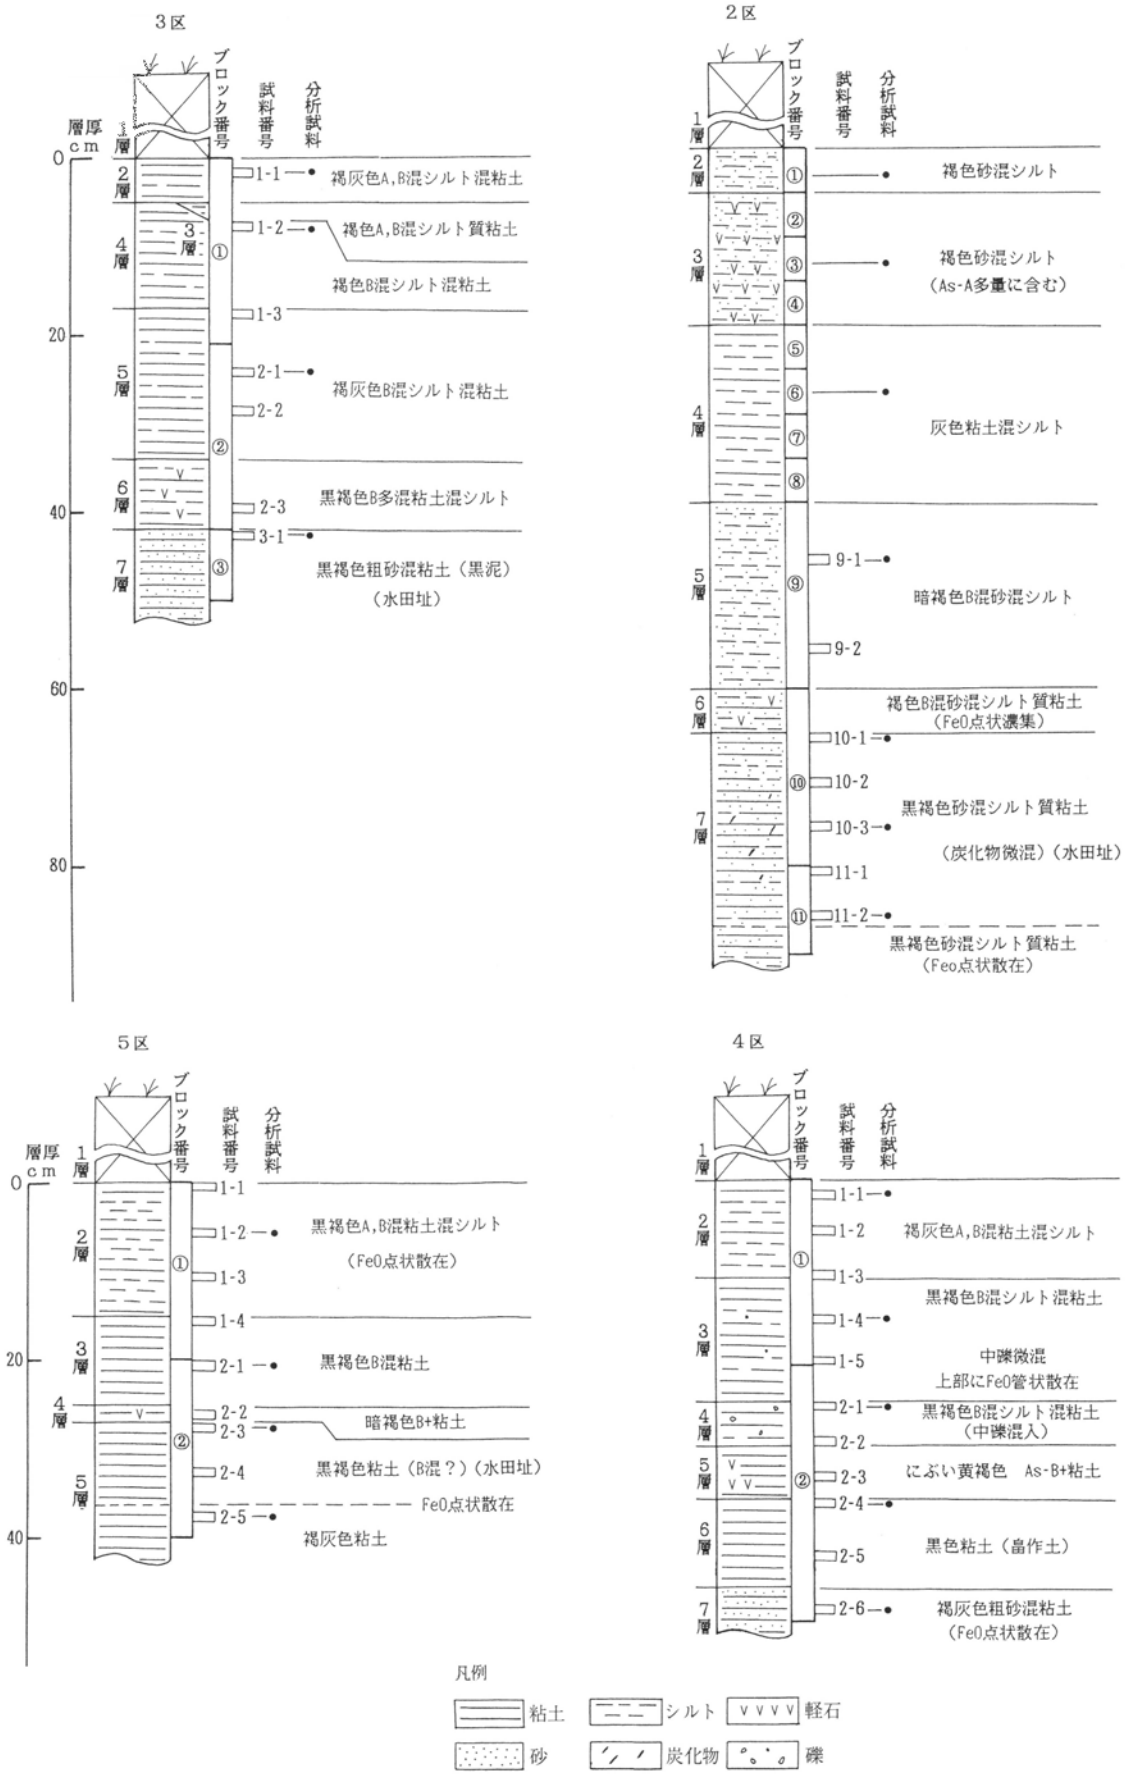 3区
層厚
cm
1層
ブロック番号
試料番号
分析試料
0
20
40
60
80
2層
3層
4層
5層
6層
7層
①
②
③
1-1
1-2
1-3
2-1
2-2
2-3
3-1
褐灰色A,B混シルト混粘土
褐色A,B混シルト質粘土
褐色B混シルト混粘土
褐灰色B混シルト混粘土
黒褐色B多混粘土混シルト
黒褐色粗砂混粘土(黒泥)
(水田址)
2区
ブロック番号
試料番号
分析試料
1層
2層
3層
4層
5層
6層
7層
①
②
③
④
⑤
⑥
⑦
⑧
⑨
⑩
⑪
9-1
9-2
10-1
10-2
10-3
11-1
11-2
褐色砂混シルト
褐色砂混シルト
(As-A多量に含む)
灰色粘土混シルト
暗褐色B混砂混シルト
褐色B混砂混シルト質粘土
(FeO点状濃集)
黒褐色砂混シルト質粘土
(炭化物微混)(水田址)
黒褐色砂混シルト質粘土
(Feo点状散在)
5区
層厚
cm
ブロック番号
試料番号
分析試料
0
20
40
1層
2層
3層
4層
5層
①
②
1-1
1-2
1-3
1-4
2-1
2-2
2-3
2-4
2-5
黒褐色A,B混粘土混シルト
(FeO点状散在)
黒褐色B混粘土
暗褐色B+粘土
黒褐色粘土(B混?)(水田址)
FeO点状散在
褐灰色粘土
4区
ブロック番号
試料番号
分析試料
1層
2層
3層
4層
5層
6層
7層
①
②
1-1
1-2
1-3
1-4
1-5
2-1
2-2
2-3
2-4
2-5
2-6
褐灰色A,B混粘土混シルト
黒褐色B混シルト混粘土
中礫微混
上部にFeO管状散在
黒褐色B混シルト混粘土
(中礫混入)
にぶい黄褐色 As-B+粘土
黒色粘土(畠作土)
褐灰色粗砂混粘土
(FeO点状散在)
凡例
粘土
シルト
軽石
砂
炭化物
礫